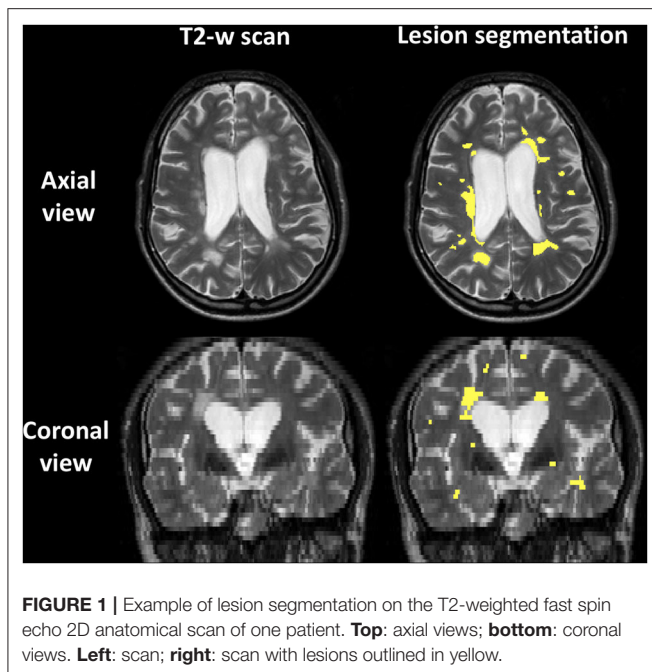 T2-w scan Lesion segmentation
Axial
view
Coronal
view
FIGURE 1 | Example of lesion segmentation on the T2-weighted fast spin
echo 2D anatomical scan of one patient. Top: axial views; bottom: coronal
views. Left: scan; right: scan with lesions outlined in yellow.